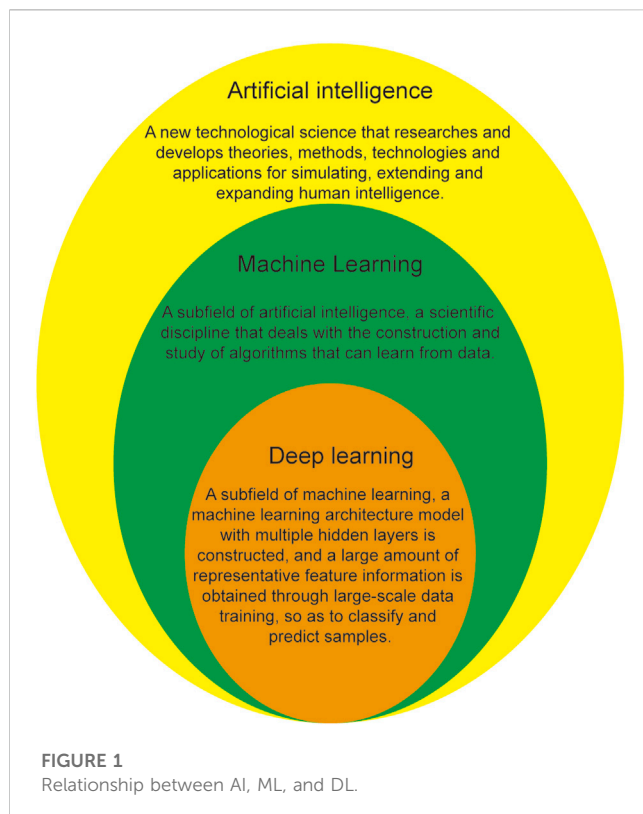 Artificial intelligence
A new technological science that researches and
develops theories, methods, technologies and
applications for simulating, extending and
expanding human intelligence.
Machine Learning
A subfield of artificial intelligence. a scientific
discipline that deals with the construction and
study of algorithms that can learn from data.
Deep learning
A subfield of machine learning, a
machine learning architecture model
with multiple hidden layers is
constructed, and a large amount of
representative feature information is
obtained through large-scale data
training, so as to classify and
predict samples.
FIGURE 1
Relationship between AI, ML, and DL.